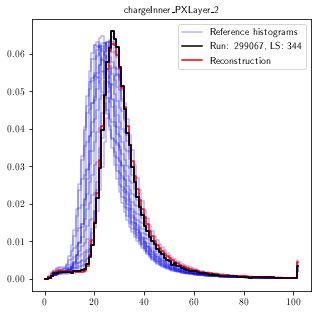 chargeInner_PXLayer_2
Reference histograms
Run: 299067, LS: 344
Reconstruction
0.06
0.05
0.04
0.03
0.02
0.01
0.00
0 20 40 60 80 100